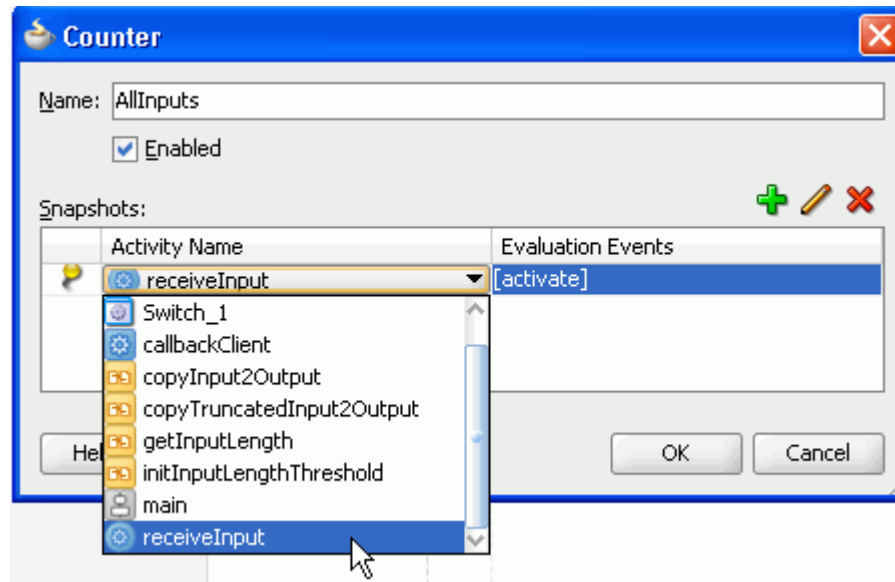 Counter
Name: AllInputs
Enabled
Snapshots:
Activity Name Evaluation Events
receiveInput [activate]
Switch_1
callbackClient
copyInput2Output
copyTruncatedInput2Output
getInputLength
initInputLengthThreshold
main
receiveInput
Hel OK Cancel